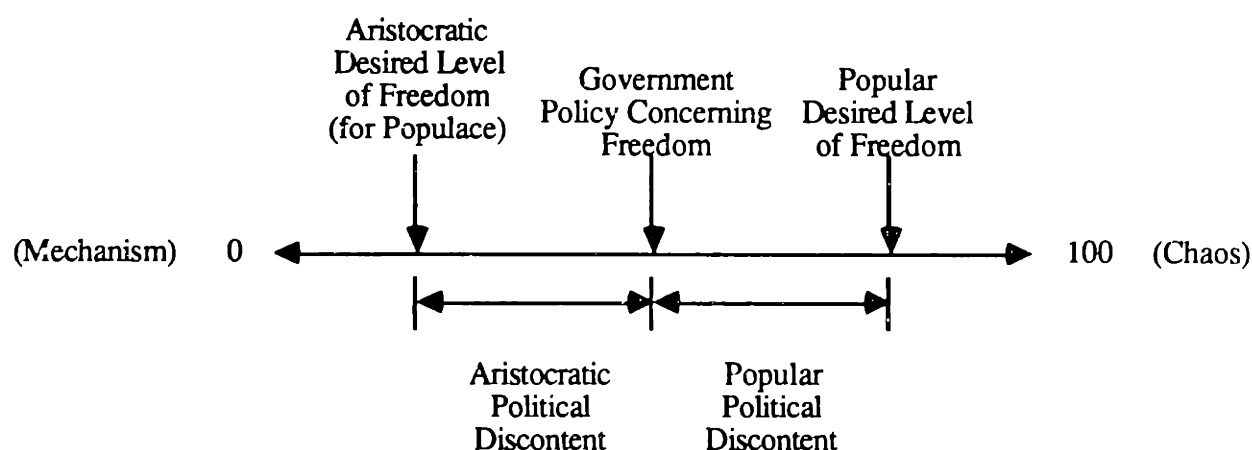 Aristocratic
Desired Level
of Freedom
(for Populace)
Government
Policy Concerning
Freedom
Popular
Desired Level
of Freedom
(Mechanism) 0 100 (Chaos)
Aristocratic
Political
Discontent
Popular
Political
Discontent